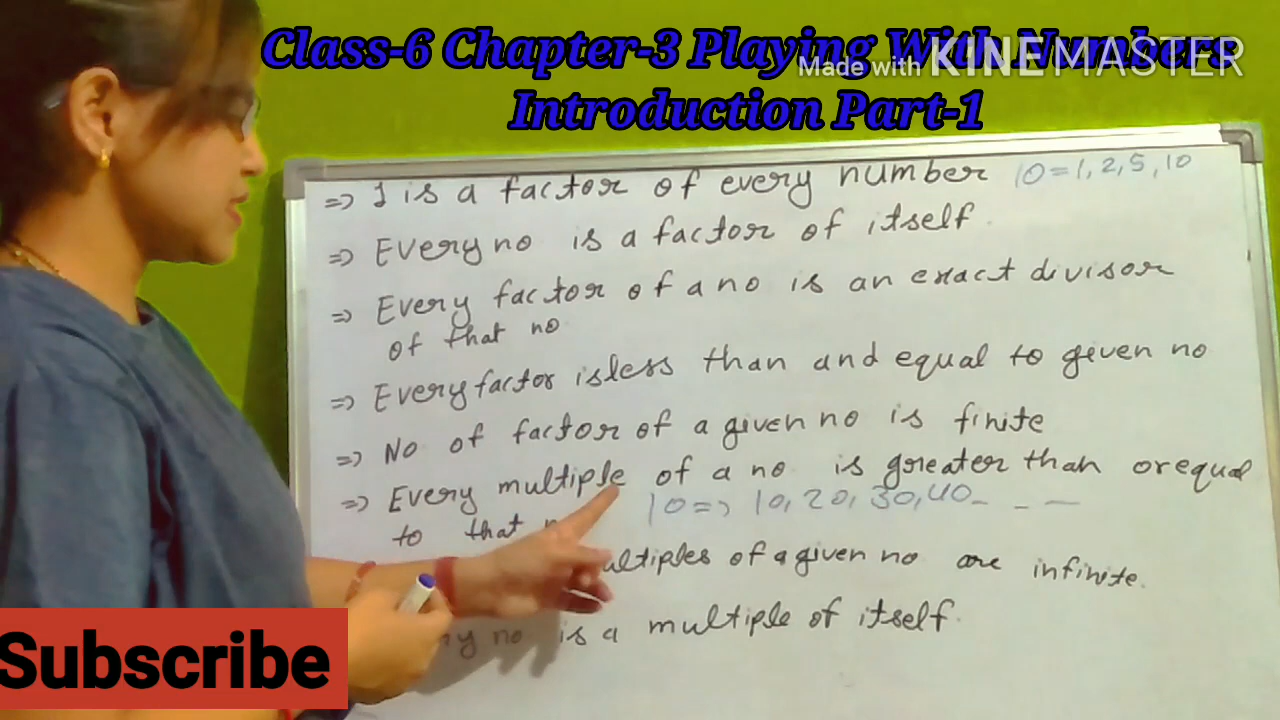 Class-6 Chapter-3 Playing With Numbers
Made with KINEMASTER
Introduction Part-1
=> 1 is a factor of every number 10=1,2,5,10
=> Every no is a factor of itself.
=> Every factor of a no is an exact divisor
of that no
=> Every factor is less than and equal to given no
=> No of factor of a given no is finite
=> Every multiple of a no is greater than or equal
to that 10=> 10,20,30,40- - -
multiples of a given no are infinite.
no is a multiple of itself.
Subscribe